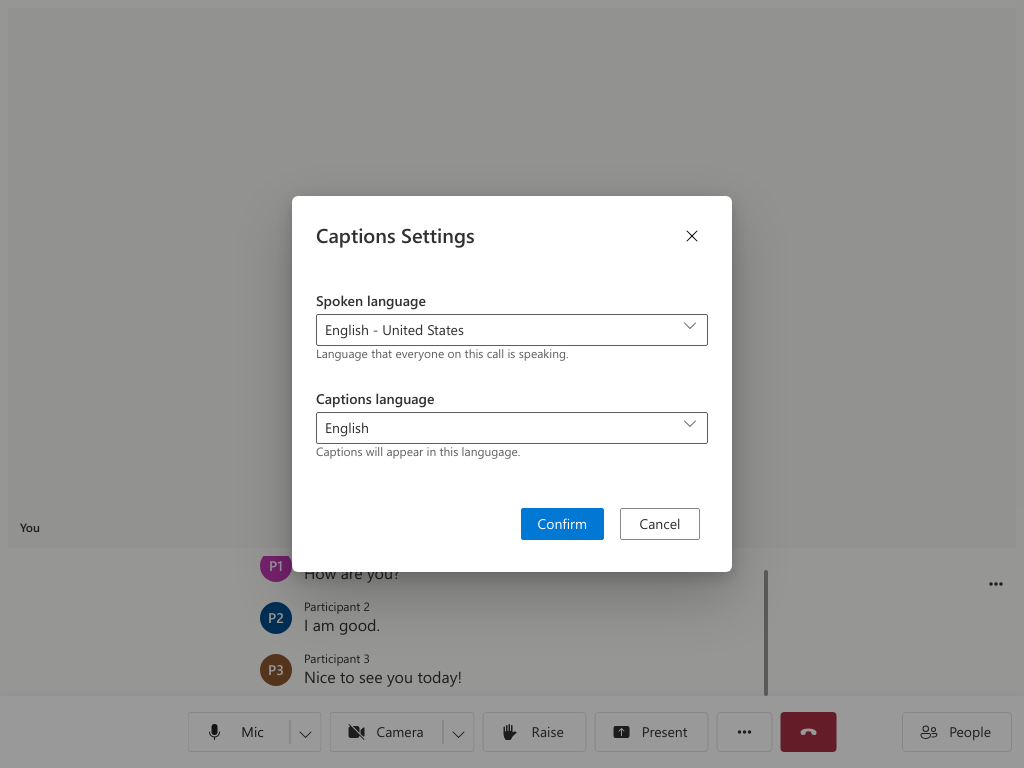 Captions Settings
Spoken language
English - United States
Language that everyone on this call is speaking.
Captions language
English
Captions will appear in this langugage.
Confirm
Cancel
You
P1
How are you?
Participant 2
P2
I am good.
Participant 3
P3
Nice to see you today!
Mic
Camera
Raise
Present
People